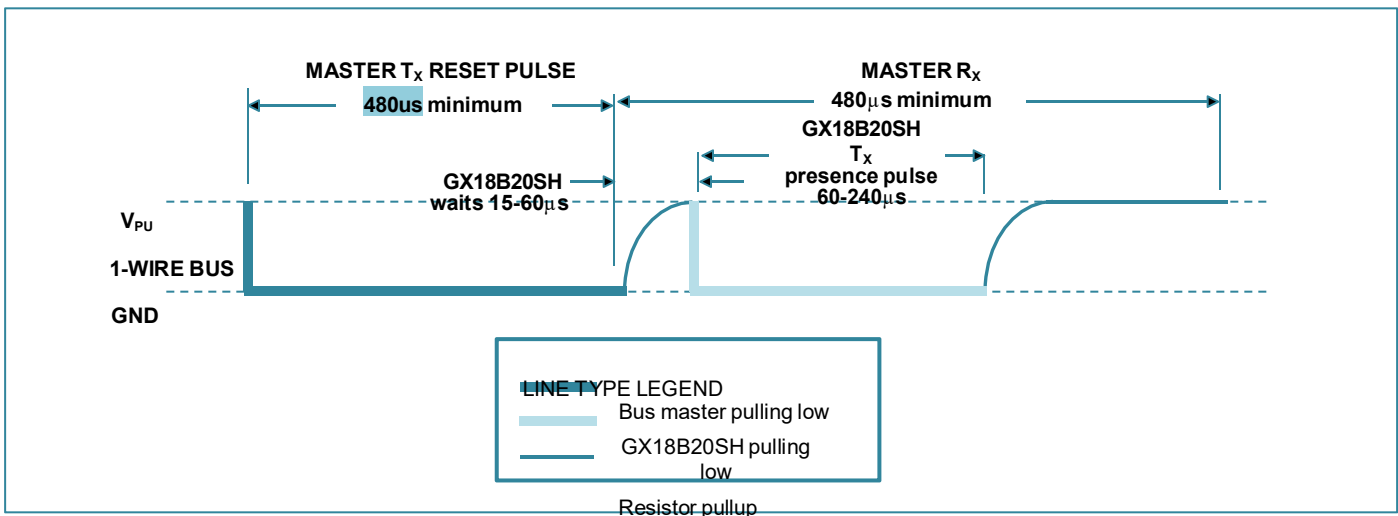 MASTER TX RESET PULSE
480us minimum
MASTER RX
480μs minimum
GX18B20SH
TX
presence pulse
60-240μs
GX18B20SH
waits 15-60μs
VPU
1-WIRE BUS
GND
LINE TYPE LEGEND
Bus master pulling low
GX18B20SH pulling
low
Resistor pullup